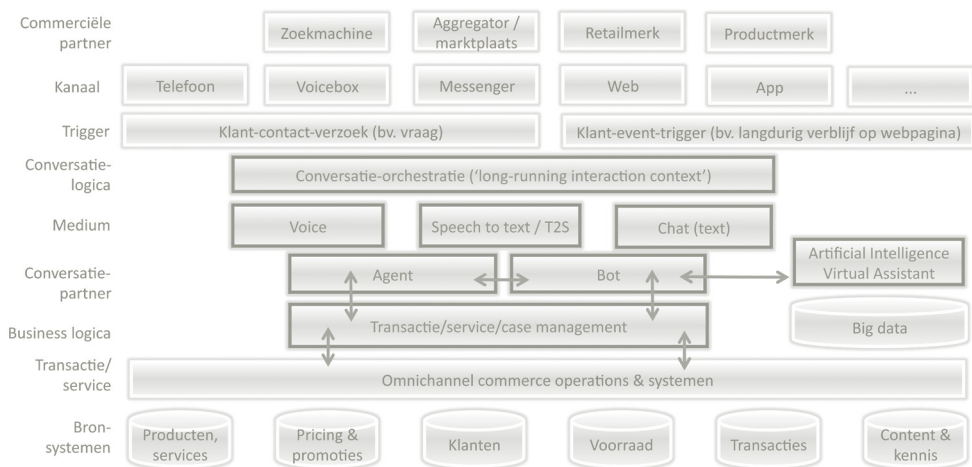 Commerciële
partner
Zoekmachine
Aggregator /
marktplaats
Retailmerk
Productmerk
Kanaal
Telefoon
Voicebox
Messenger
Web
App
...
Trigger
Klant-contact-verzoek (bv. vraag)
Klant-event-trigger (bv. langdurig verblijf op webpagina)
Conversatie-
logica
Conversatie-orchestratie (‘long-running interaction context’)
Medium
Voice
Speech to text / T2S
Chat (text)
Conversatie-
partner
Agent
Bot
Artificial Intelligence
Virtual Assistant
Business logica
Transactie/service/case management
Big data
Transactie/
service
Omnichannel commerce operations & systemen
Bron-
systemen
Producten,
services
Pricing &
promoties
Klanten
Voorraad
Transacties
Content &
kennis